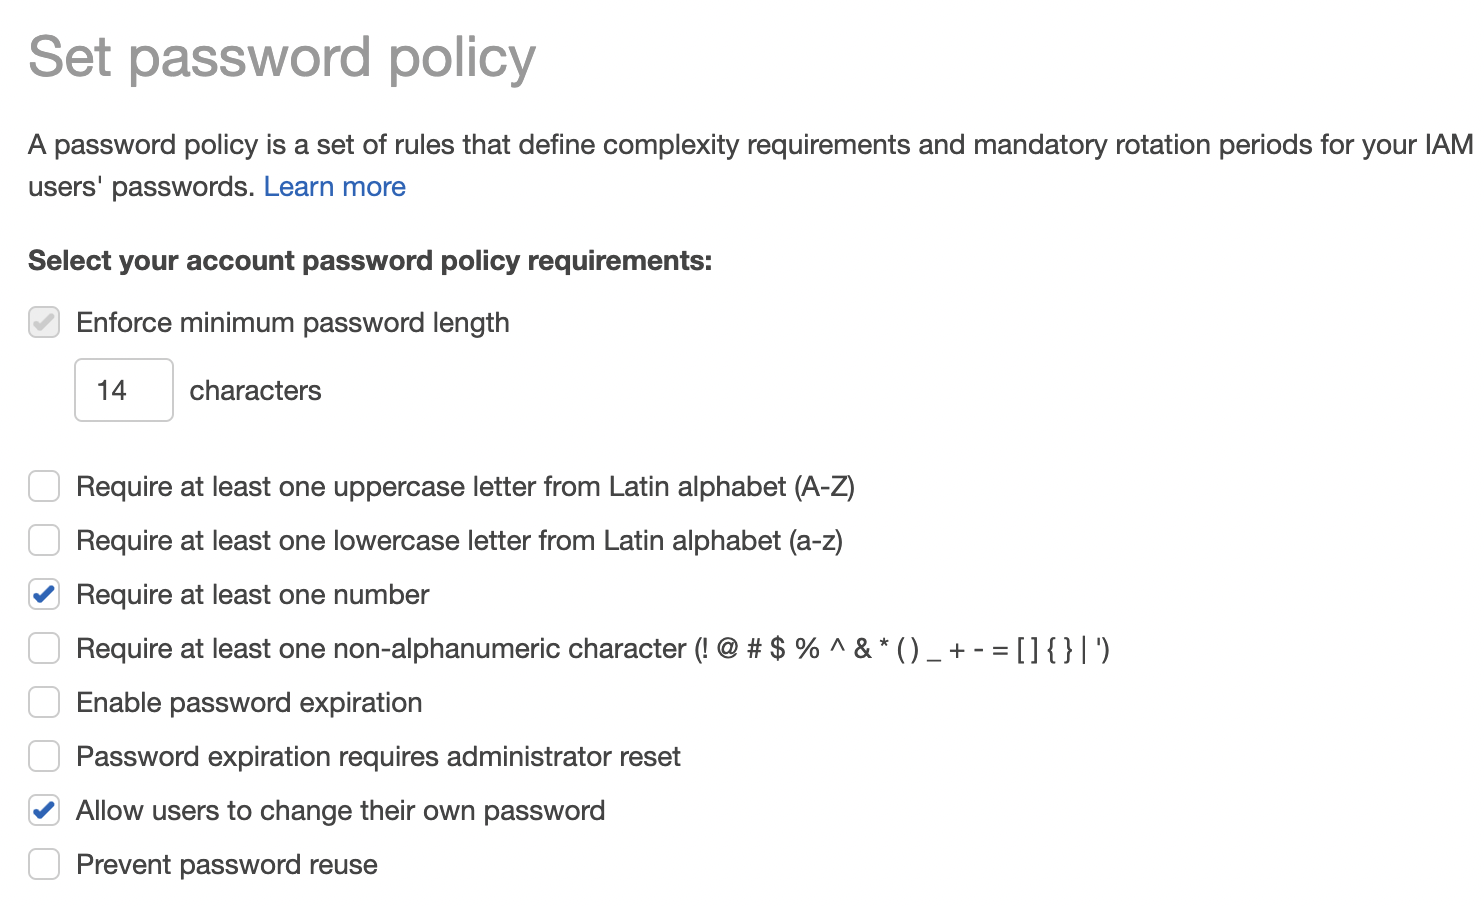 Set password policy
A password policy is a set of rules that define complexity requirements and mandatory rotation periods for your IAM
users' passwords. Learn more
Select your account password policy requirements:
Enforce minimum password length
14 characters
Require at least one uppercase letter from Latin alphabet (A-Z)
Require at least one lowercase letter from Latin alphabet (a-z)
Require at least one number
Require at least one non-alphanumeric character (! @ # $ % ^ & * ( ) _ + - = [ ] { } | ')
Enable password expiration
Password expiration requires administrator reset
Allow users to change their own password
Prevent password reuse